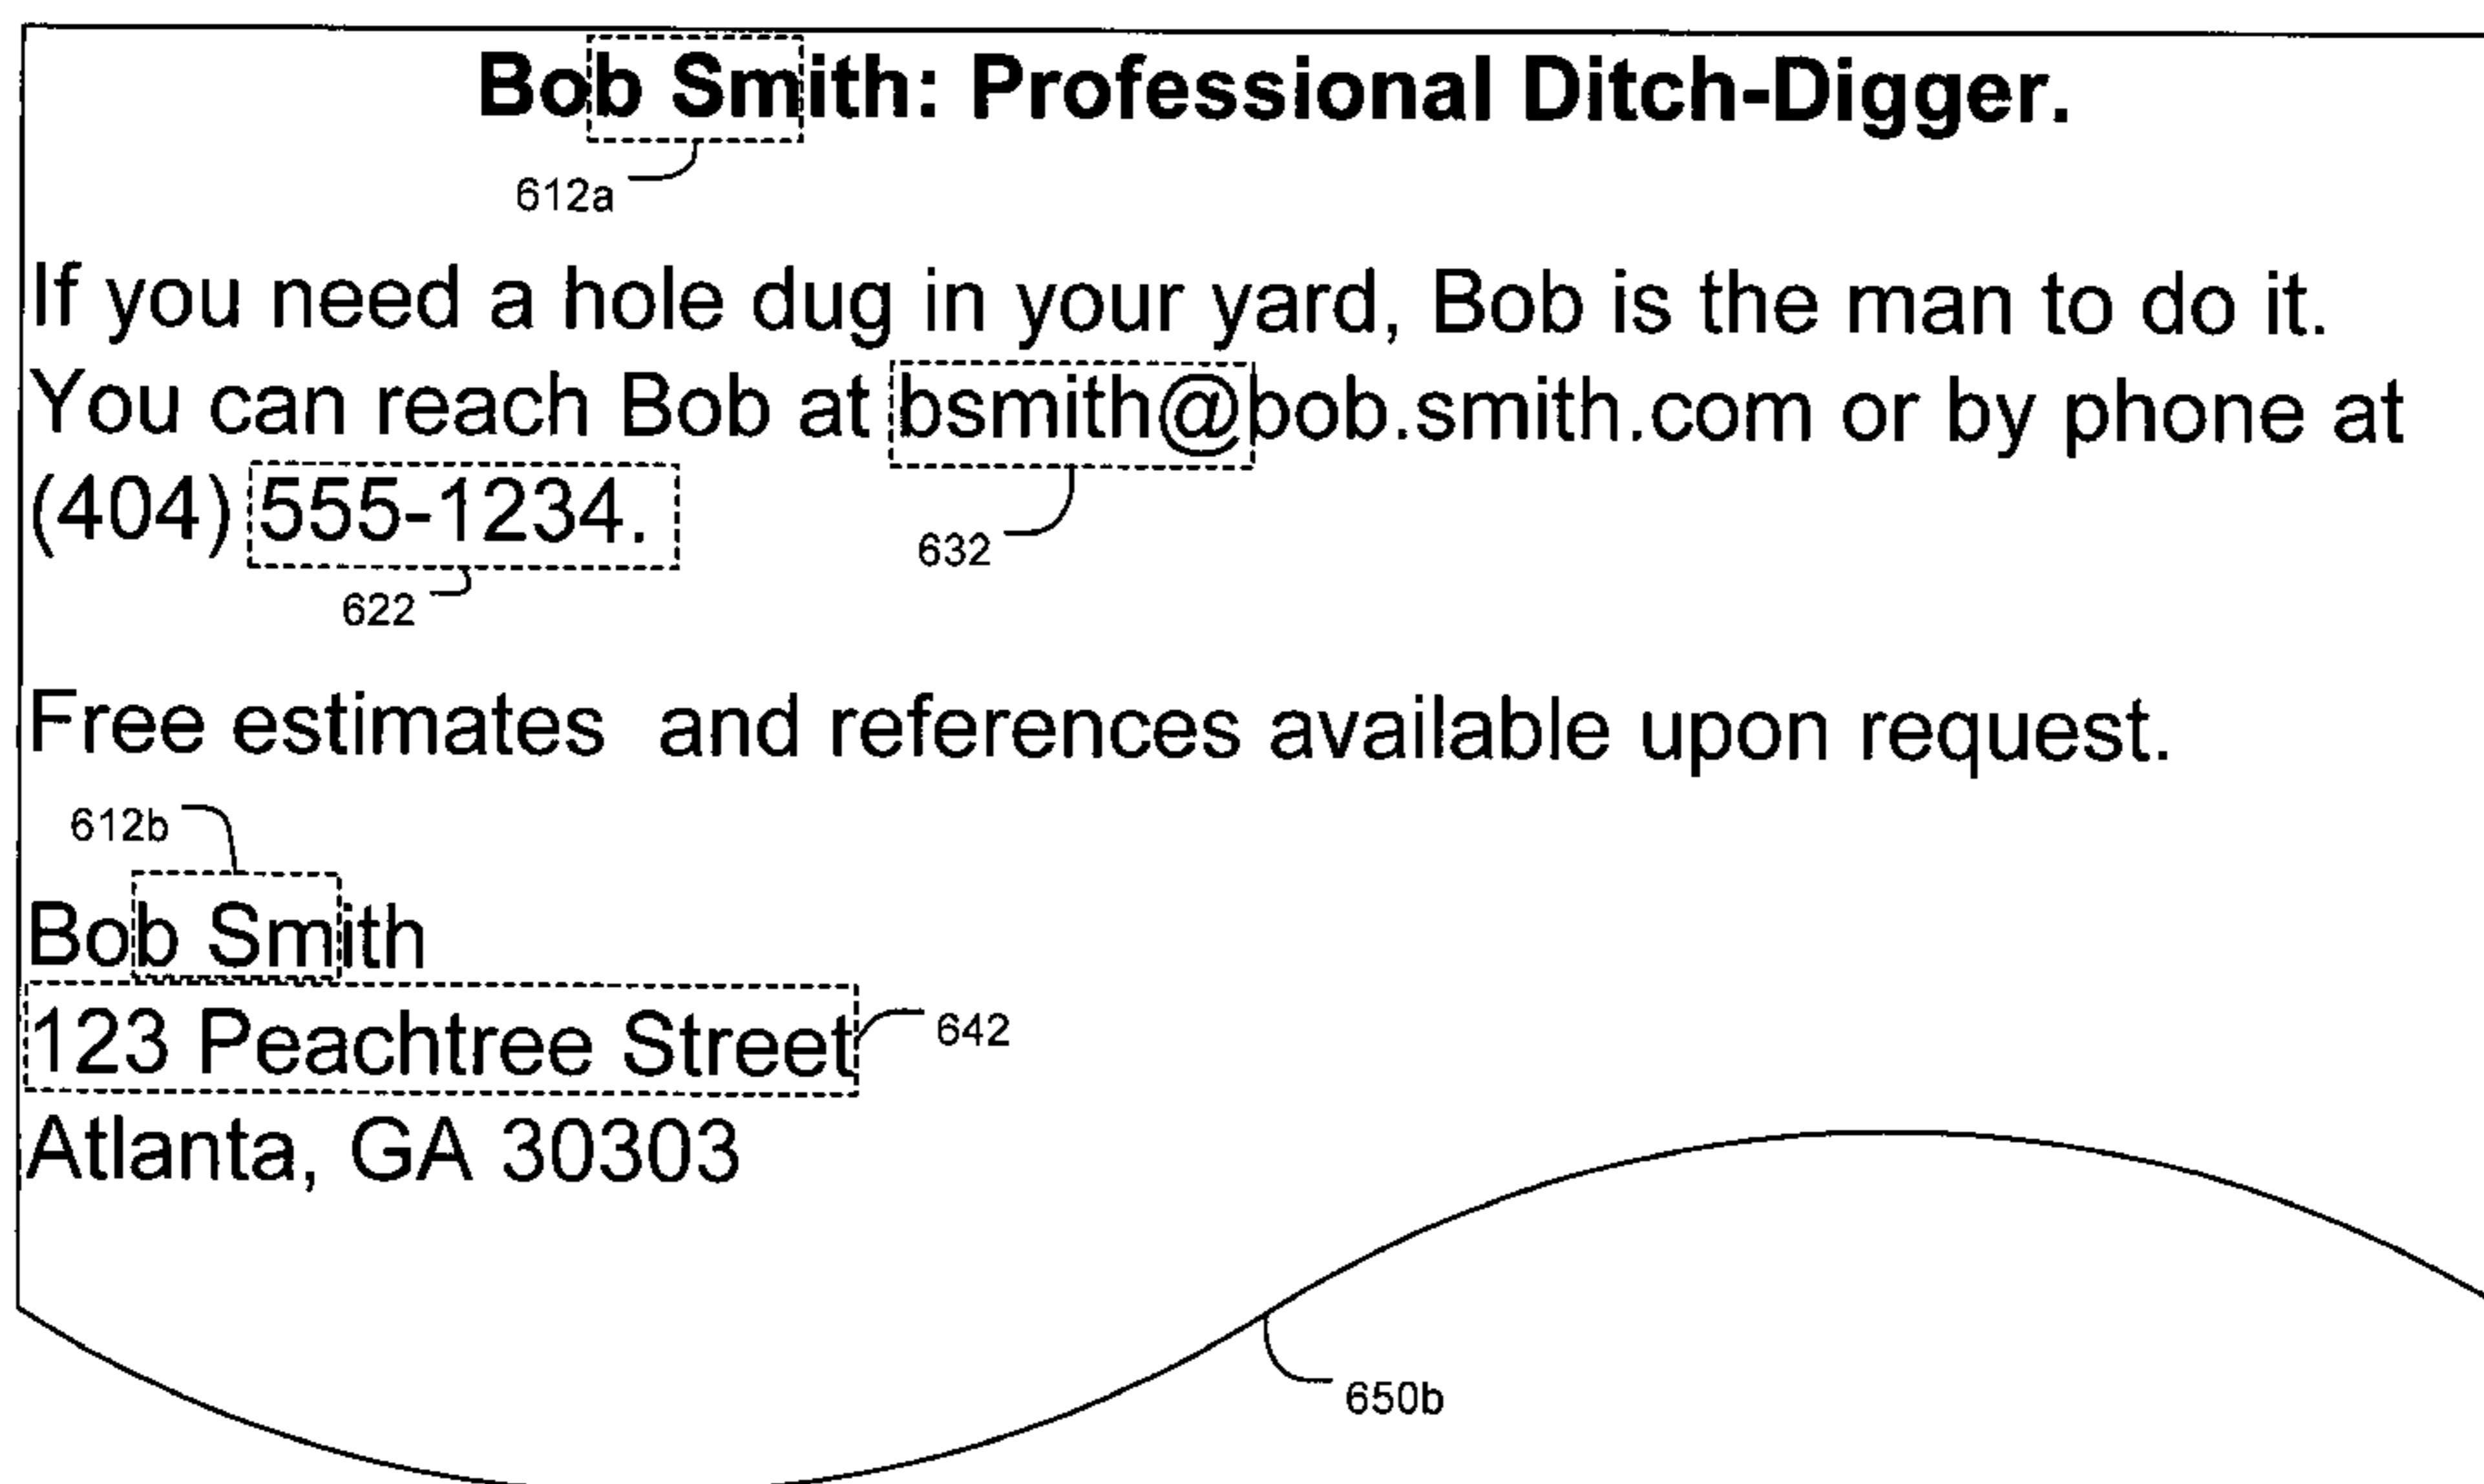 Bob Smith: Professional Ditch-Digger.
612a
If you need a hole dug in your yard, Bob is the man to do it.
You can reach Bob at bsmith@bob.smith.com or by phone at
(404) 555-1234.
632
622
Free estimates  and references available upon request.
612b
Bob Smith
123 Peachtree Street
642
Atlanta, GA 30303
650b